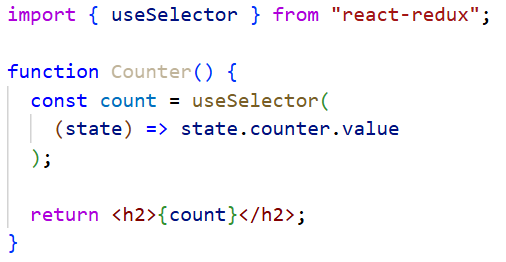 import { useSelector } from "react-redux";

function Counter() {
  const count = useSelector(
    (state) => state.counter.value
  );

  return <h2>{count}</h2>;
}